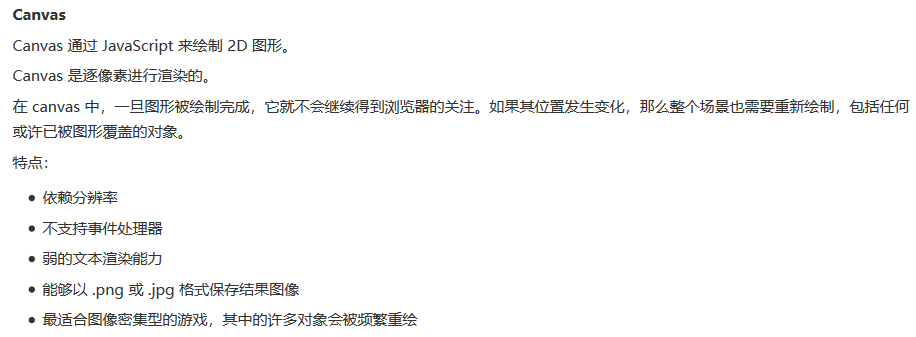 Canvas
Canvas 通过 JavaScript 来绘制 2D 图形。
Canvas 是逐像素进行渲染的。
在 canvas 中，一旦图形被绘制完成，它就不会继续得到浏览器的关注。如果其位置发生变化，那么整个场景也需要重新绘制，包括任何
或许已被图形覆盖的对象。
特点：
• 依赖分辨率
• 不支持事件处理器
• 弱的文本渲染能力
• 能够以 .png 或 .jpg 格式保存结果图像
• 最适合图像密集型的游戏，其中的许多对象会被频繁重绘